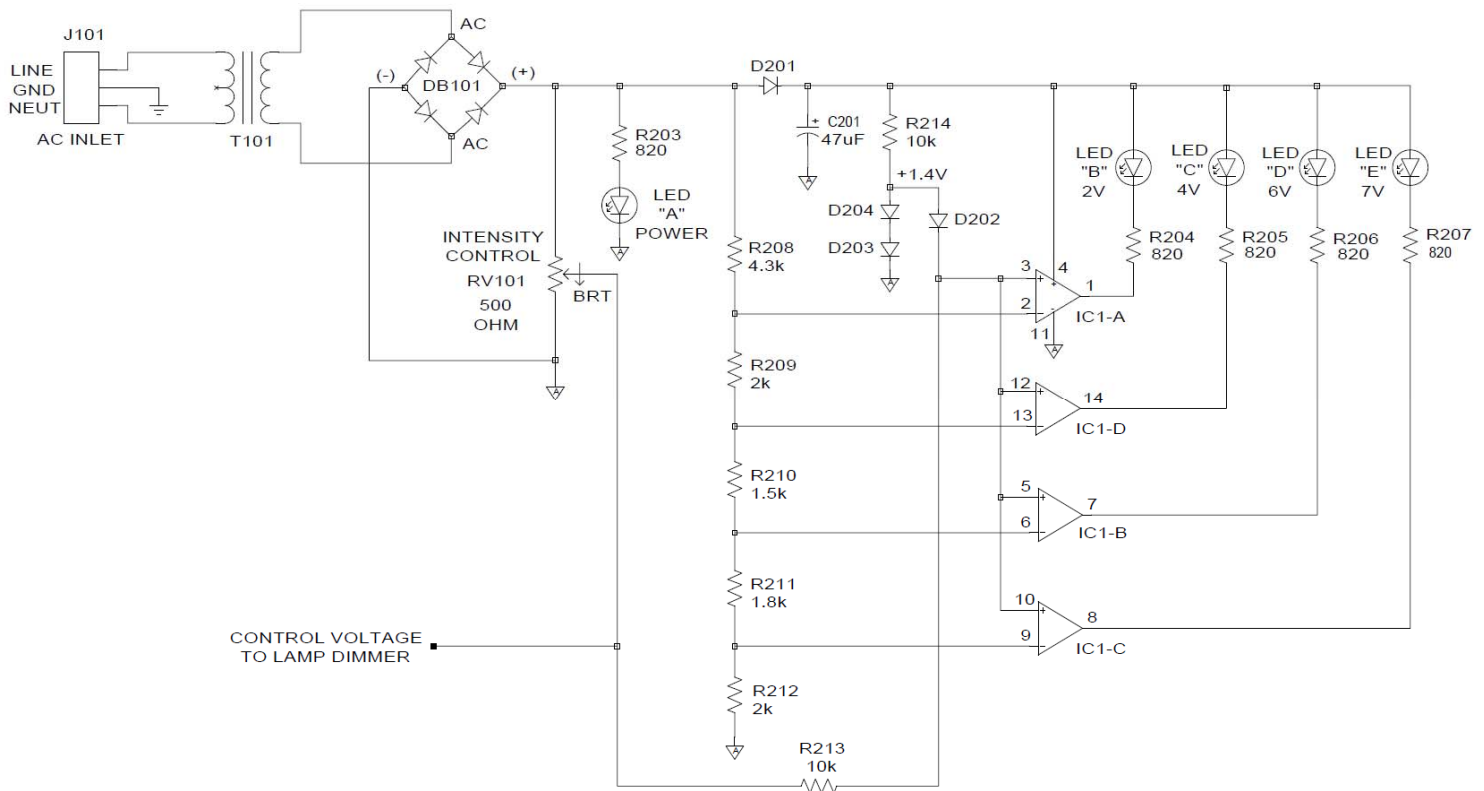 J101
LINE
GND
NEUT
AC INLET
T101
AC
(-)
DB101
(+)
AC
R203
820
LED
"A"
POWER
INTENSITY
CONTROL
RV101
500
OHM
BRT
A
A
D201
+
C201
47uF
A
R214
10k
+1.4V
D204
D203
A
D202
LED
"B"
2V
LED
"C"
4V
LED
"D"
6V
LED
"E"
7V
R204
820
R205
820
R206
820
R207
820
R208
4.3k
R209
2k
R210
1.5k
R211
1.8k
R212
2k
A
3
+
4
+
2
-
-
1
11
A
IC1-A
12
+
13
-
14
IC1-D
5
+
6
-
7
IC1-B
10
+
9
-
8
IC1-C
CONTROL VOLTAGE
TO LAMP DIMMER
R213
10k